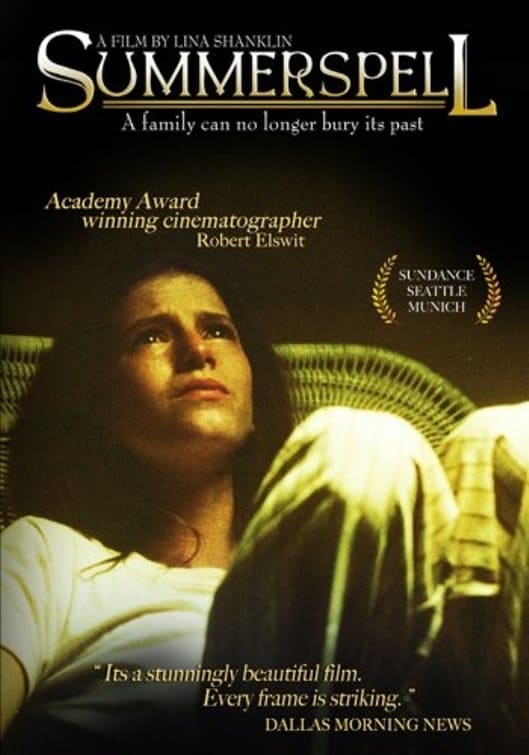 A FILM BY LINA SHANKLIN
SUMMERSPELL
A family can no longer bury its past
Academy Award
winning cinematographer
Robert Elswit
SUNDANCE
SEATTLE
MUNICH
"Its a stunningly beautiful film.
Every frame is striking."
DALLAS MORNING NEWS